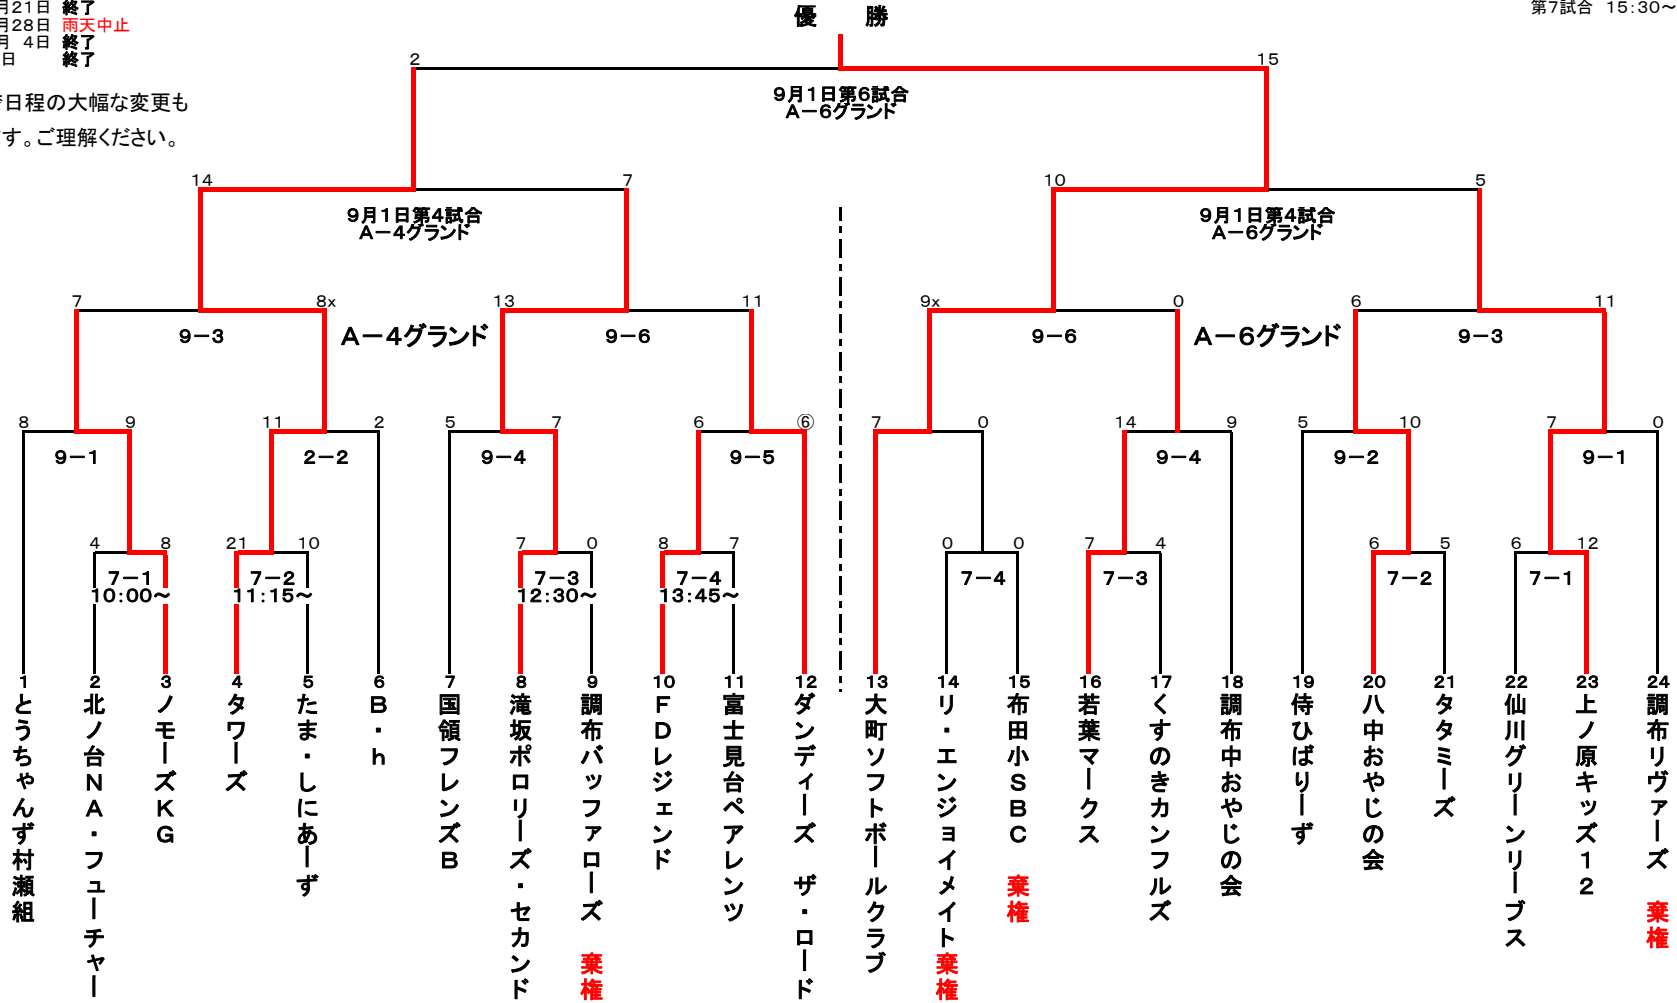 月21日 終了
月28日 雨天中止
月 4日 終了
日 終了
日程の大幅な変更も
す。ご理解ください。
第7試合 15:30～
優 勝
2 15
9月1日第6試合
A－6グランド
14 7 10 5
9月1日第4試合 9月1日第4試合
A－4グランド A－6グランド
7 8x 13 11 9x 0 6 11
9－3 A－4グランド 9－6 9－6 A－6グランド 9－3
8 9 11 2 5 7 6 ⑥ 7 0 14 9 5 10 7 0
9－1 2－2 9－4 9－5 9－4 9－2 9－1
4 8 21 10 7 0 8 7 0 0 7 4 6 5 6 12
7－1 7－2 7－3 7－4 7－4 7－3 7－2 7－1
10:00～ 11:15～ 12:30～ 13:45～
1 とうちゃんず村瀬組
2 北ノ台NA・フューチャー
3 ノモーズKG
4 タワーズ
5 たま・しにあーず
6 B・h
7 国領フレンズB
8 滝坂ポロリーズ・セカンド
9 調布バッファローズ 棄権
10 FDレジェンド
11 富士見台ペアレンツ
12 ダンディーズ ザ・ロード
13 大町ソフトボールクラブ
14 リ・エンジョイメイト棄権
15 布田小SBC 棄権
16 若葉マークス
17 くすのきカンフルズ
18 調布中おやじの会
19 侍ひばりーず
20 八中おやじの会
21 タタミーズ
22 仙川グリーンリーブス
23 上ノ原キッズ12
24 調布リヴァーズ 棄権